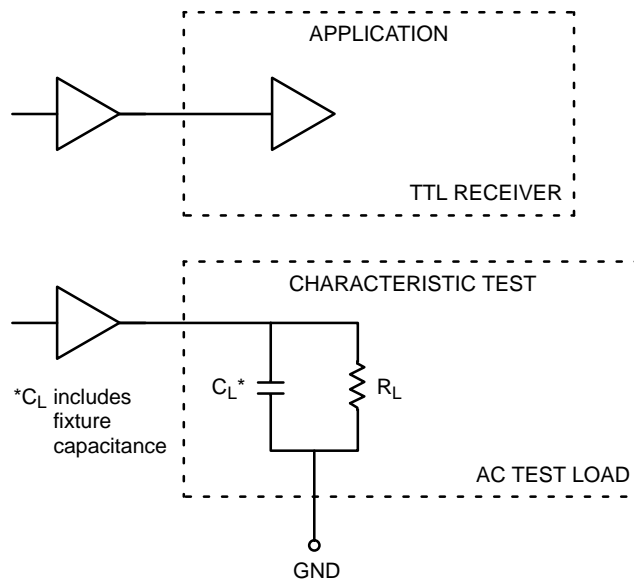 APPLICATION
TTL RECEIVER
CHARACTERISTIC TEST
*CL includes
fixture
capacitance
CL*
RL
AC TEST LOAD
GND